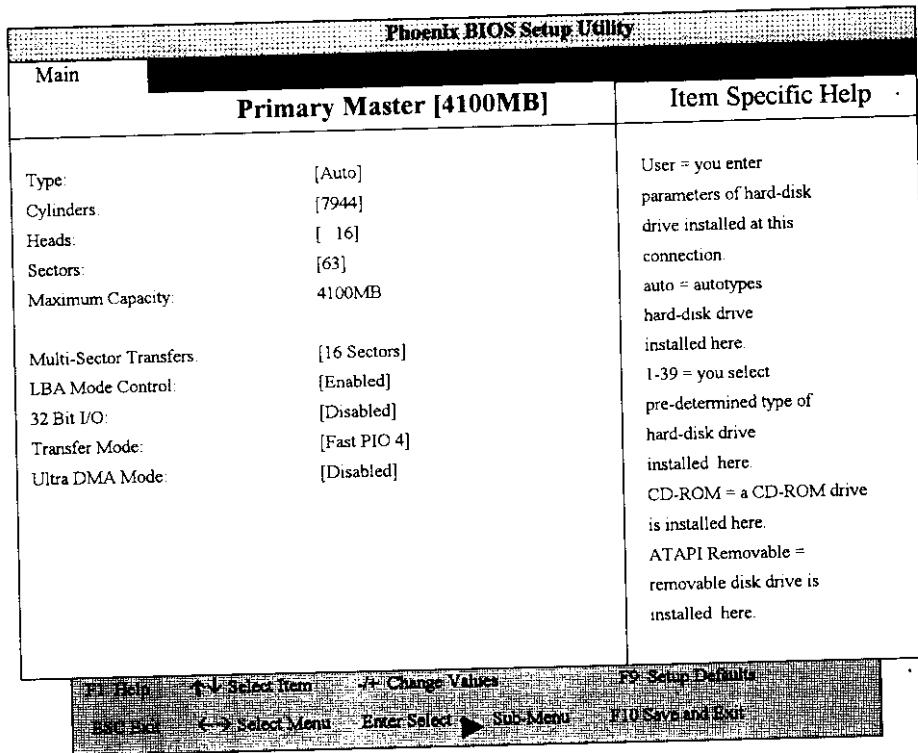 Phoenix BIOS Setup Utility
Main
Primary Master [4100MB]
Item Specific Help
Type: [Auto]
Cylinders. [7944]
Heads: [ 16]
Sectors: [63]
Maximum Capacity: 4100MB
Multi-Sector Transfers. [16 Sectors]
LBA Mode Control: [Enabled]
32 Bit I/O: [Disabled]
Transfer Mode: [Fast PIO 4]
Ultra DMA Mode: [Disabled]
User = you enter
parameters of hard-disk
drive installed at this
connection.
auto = autotypes
hard-disk drive
installed here.
1-39 = you select
pre-determined type of
hard-disk drive
installed here.
CD-ROM = a CD-ROM drive
is installed here.
ATAPI Removable =
removable disk drive is
installed here.
F1 Help ↑↓ Select Item -/+ Change Values F9 Setup Defaults
ESC Exit ←→ Select Menu Enter Select ▶ Sub-Menu F10 Save and Exit